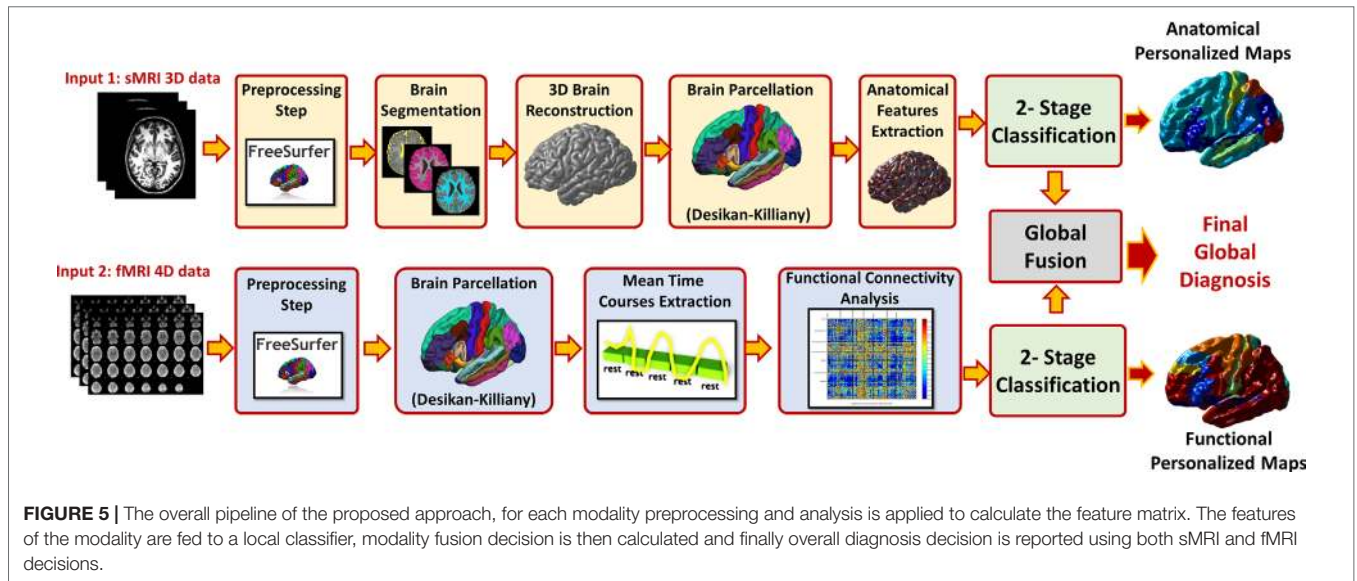 Anatomical
Personalized Maps
Input 1: sMRI 3D data
Preprocessing
Step
FreeSurfer
Brain
Segmentation
3D Brain
Reconstruction
Brain Parcellation
(Desikan-Killiany)
Anatomical
Features
Extraction
2- Stage
Classification
Global
Fusion
Final
Global
Diagnosis
Input 2: fMRI 4D data
Preprocessing
Step
FreeSurfer
Brain Parcellation
(Desikan-Killiany)
Mean Time
Courses Extraction
rest rest rest rest rest
Functional Connectivity
Analysis
2- Stage
Classification
Functional
Personalized Maps
FIGURE 5 | The overall pipeline of the proposed approach, for each modality preprocessing and analysis is applied to calculate the feature matrix. The features
of the modality are fed to a local classifier, modality fusion decision is then calculated and finally overall diagnosis decision is reported using both sMRI and fMRI
decisions.